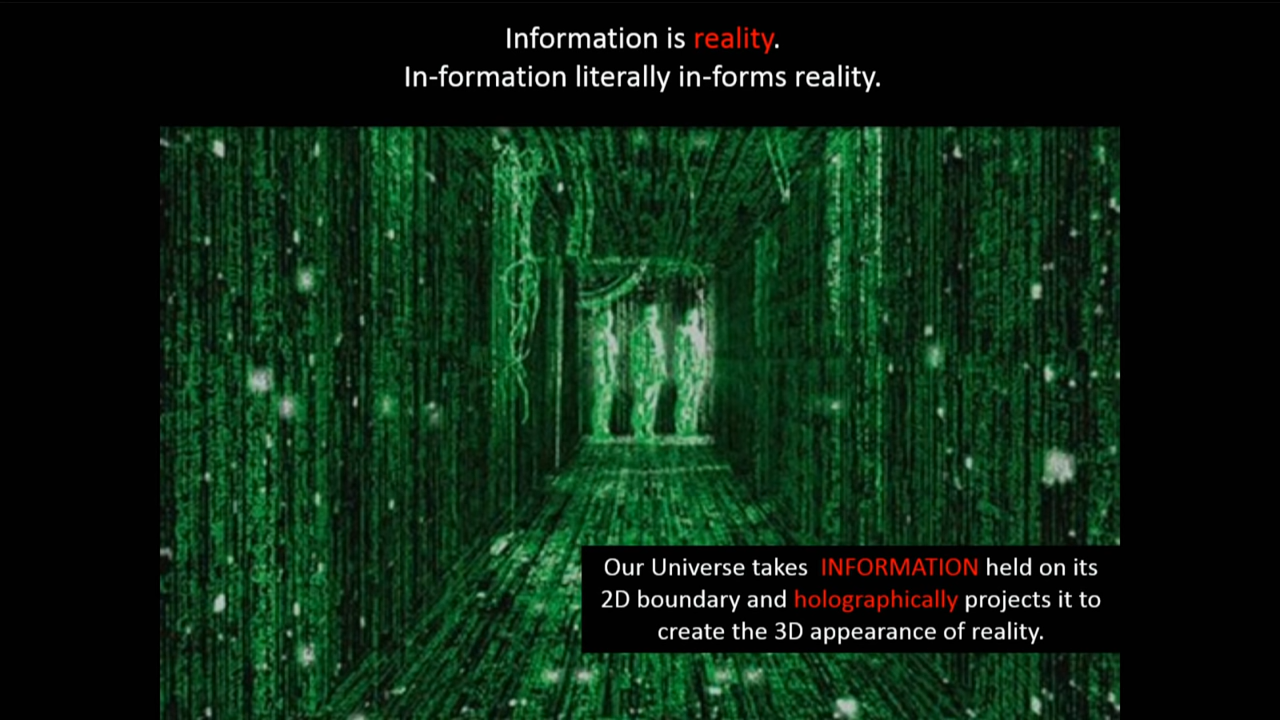 Information is reality.
In-formation literally in-forms reality.
Our Universe takes INFORMATION held on its
2D boundary and holographically projects it to
create the 3D appearance of reality.